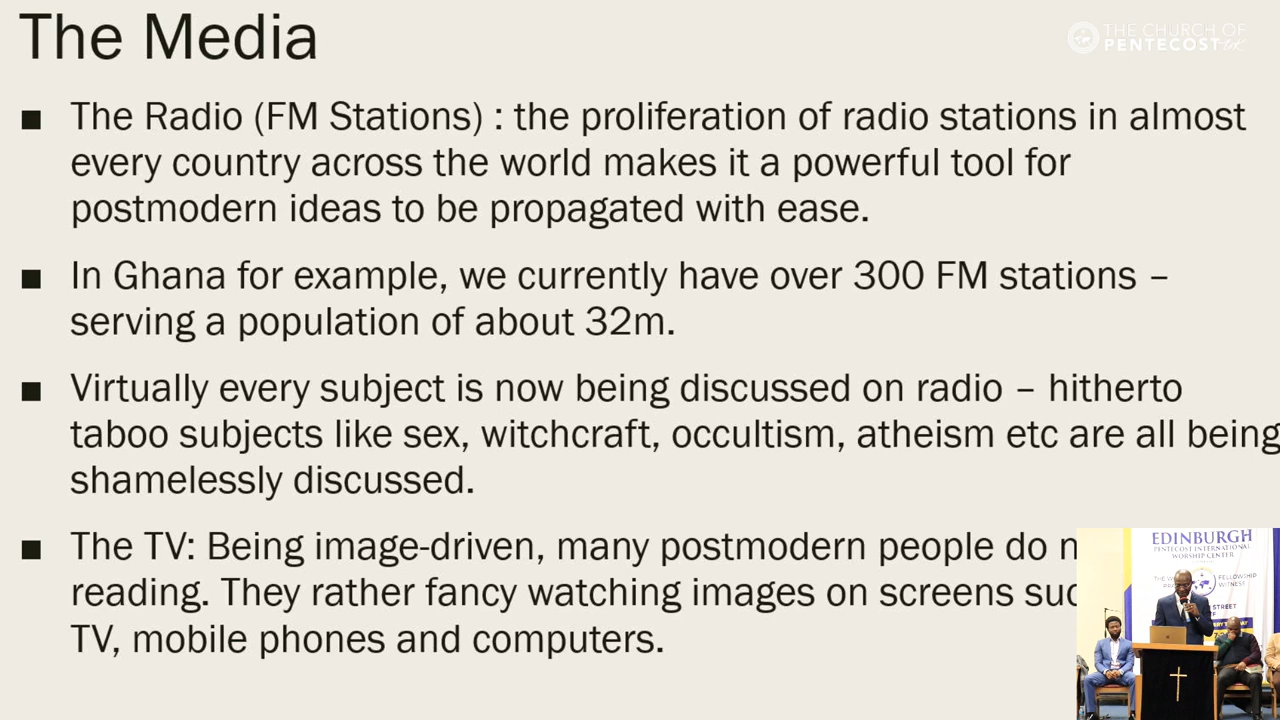 The Media
THE CHURCH OF
PENTECOST uk
■ The Radio (FM Stations) : the proliferation of radio stations in almost
every country across the world makes it a powerful tool for
postmodern ideas to be propagated with ease.
■ In Ghana for example, we currently have over 300 FM stations –
serving a population of about 32m.
■ Virtually every subject is now being discussed on radio – hitherto
taboo subjects like sex, witchcraft, occultism, atheism etc are all being
shamelessly discussed.
■ The TV: Being image-driven, many postmodern people do n
reading. They rather fancy watching images on screens suc
TV, mobile phones and computers.
EDINBURGH
PENTECOST INTERNATIONAL
WORSHIP CENTER
FELLOWSHIP
WITNESS
STREET